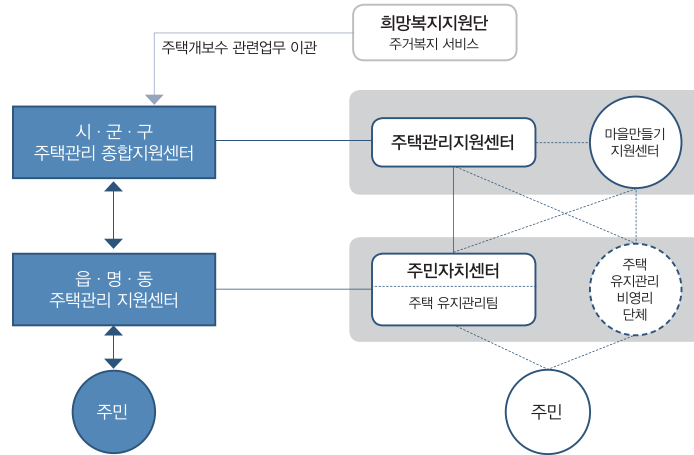 희망복지지원단
주거복지 서비스
주택개보수 관련업무 이관
시 · 군 · 구
주택관리 종합지원센터
주택관리지원센터
마을만들기
지원센터
읍 · 명 · 동
주택관리 지원센터
주민자치센터
주택 유지관리팀
주택
유지관리
비영리
단체
주민
주민